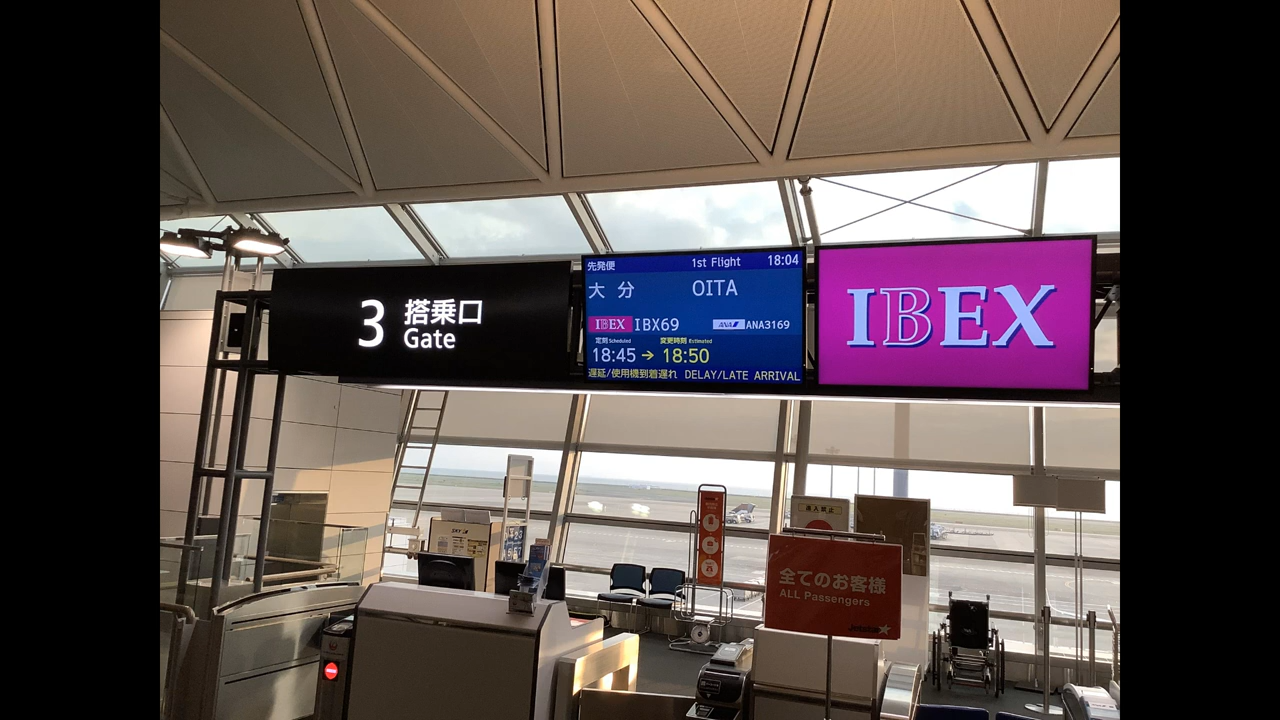 3 搭乗口
Gate
先発便 1st Flight 18:04
大分 OITA
IBEX IBX69 ANA ANA3169
定刻 Scheduled 変更時刻 Estimated
18:45 → 18:50
遅延/使用機到着遅れ DELAY/LATE ARRIVAL
IBEX
全てのお客様
ALL Passengers
Jetstar